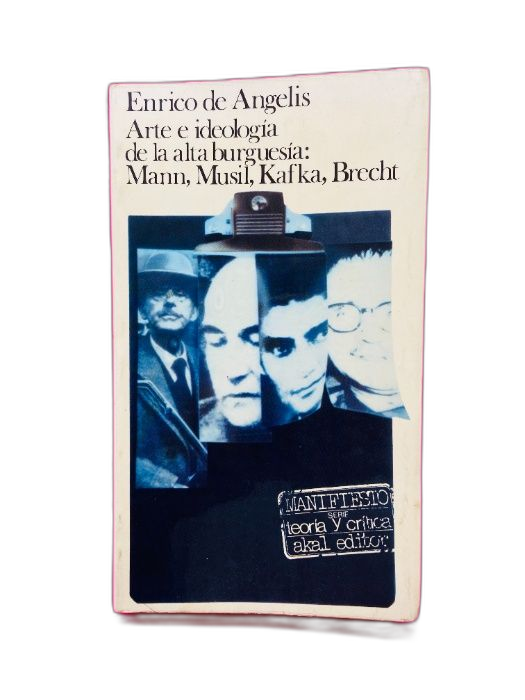 Enrico de Angelis
Arte e ideología
de la alta burguesía:
Mann, Musil, Kafka, Brecht
MANIFIESTO
SERIE
teoría y crítica
akal editor